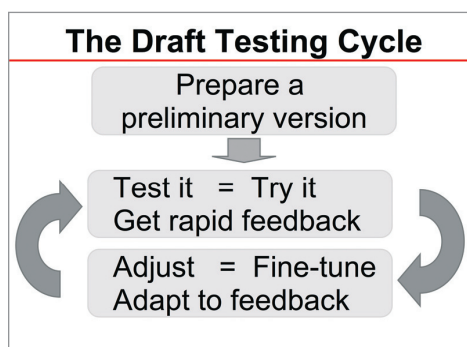 The Draft Testing Cycle
Prepare a
preliminary version
Test it = Try it
Get rapid feedback
Adjust = Fine-tune
Adapt to feedback